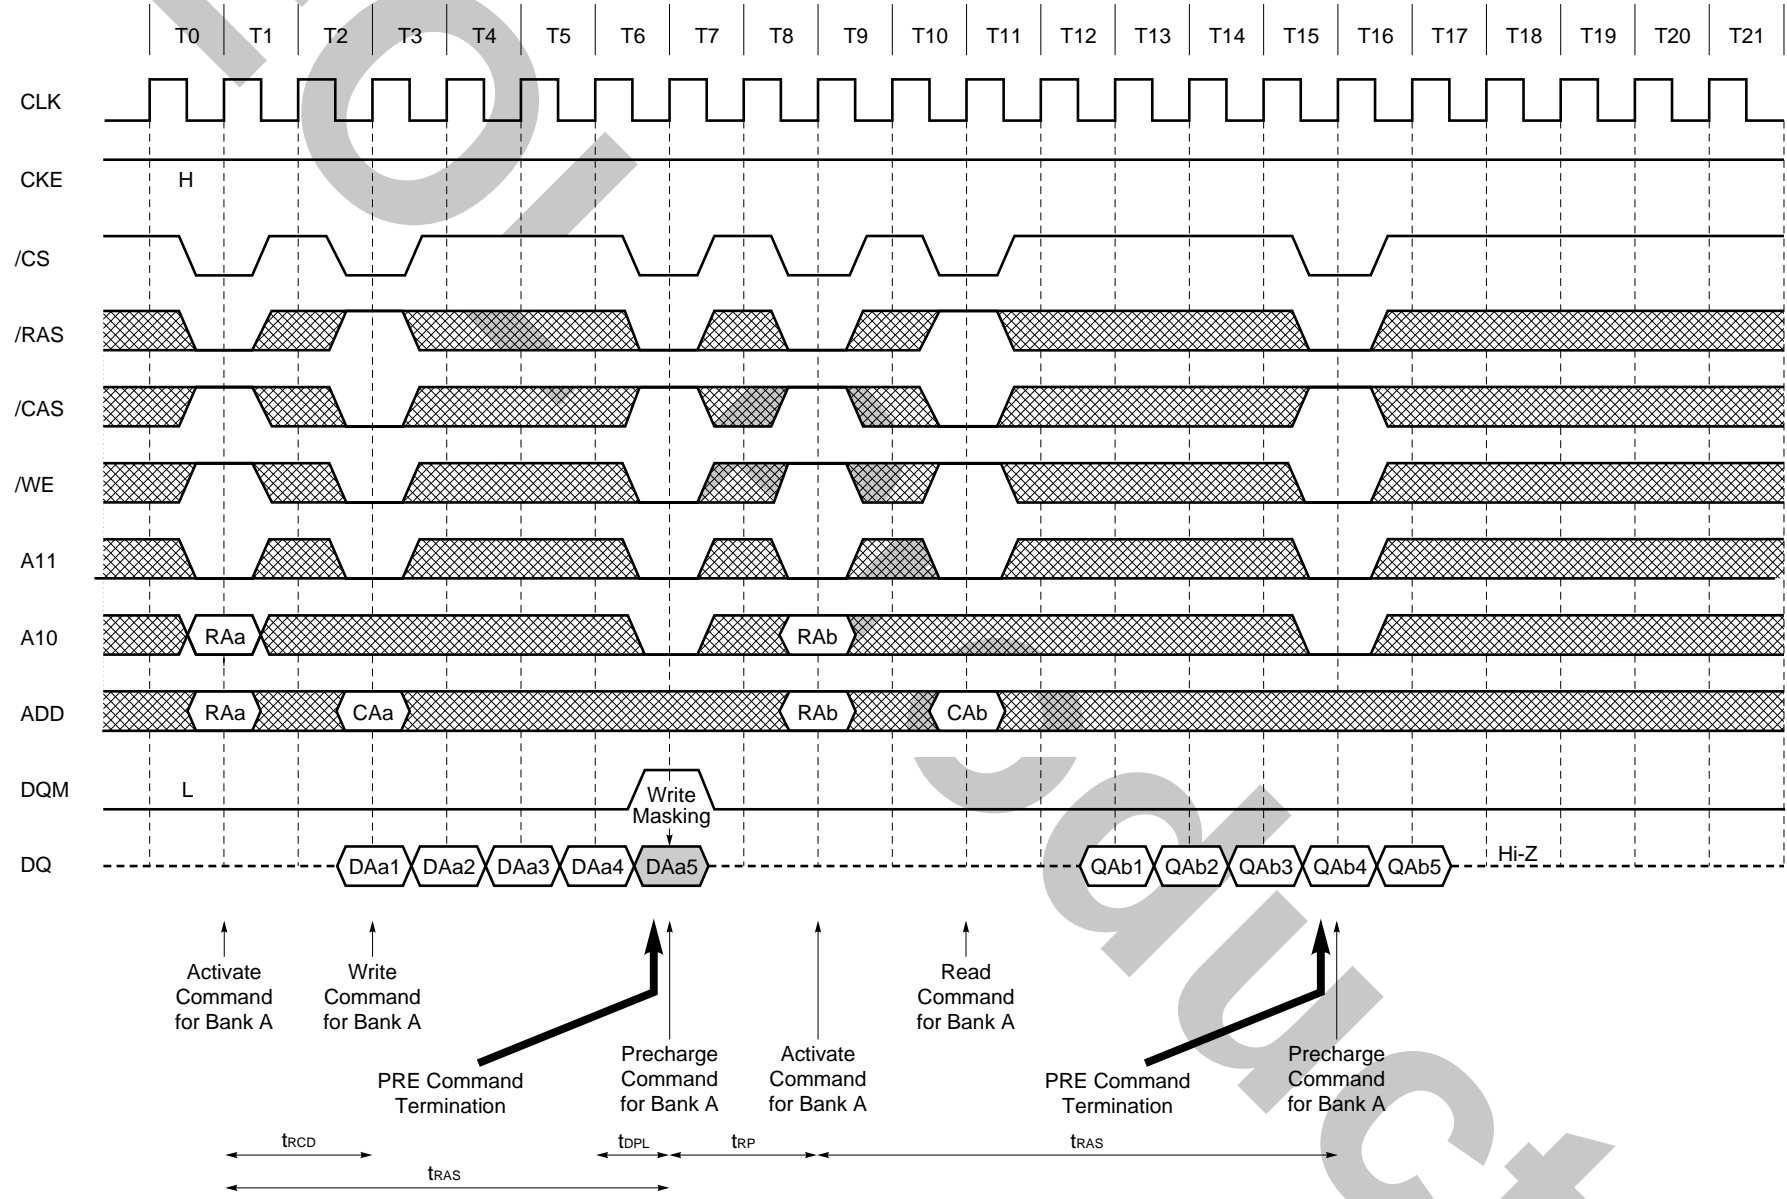 T0 T1 T2 T3 T4 T5 T6 T7 T8 T9 T10 T11 T12 T13 T14 T15 T16 T17 T18 T19 T20 T21
CLK
CKE H
/CS
/RAS
/CAS
/WE
A11
A10 RAa RAb
ADD RAa CAa RAb CAb
DQM L Write
Masking
DQ DAa1 DAa2 DAa3 DAa4 DAa5 QAb1 QAb2 QAb3 QAb4 QAb5 Hi-Z
Activate
Command
for Bank A
Write
Command
for Bank A
Read
Command
for Bank A
PRE Command
Termination
Precharge
Command
for Bank A
Activate
Command
for Bank A
PRE Command
Termination
Precharge
Command
for Bank A
tRCD tDPL tRP tRAS
tRAS